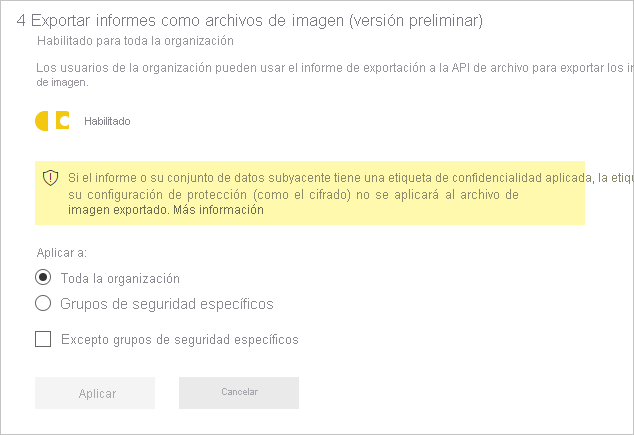 4 Exportar informes como archivos de imagen (versión preliminar)
Habilitado para toda la organización
Los usuarios de la organización pueden usar el informe de exportación a la API de archivo para exportar los
de imagen.
Habilitado
Si el informe o su conjunto de datos subyacente tiene una etiqueta de confidencialidad aplicada, la
su configuración de protección (como el cifrado) no se aplicará al archivo de
imagen exportado. Más información
Aplicar a:
Toda la organización
Grupos de seguridad específicos
Excepto grupos de seguridad específicos
Aplicar
Cancelar